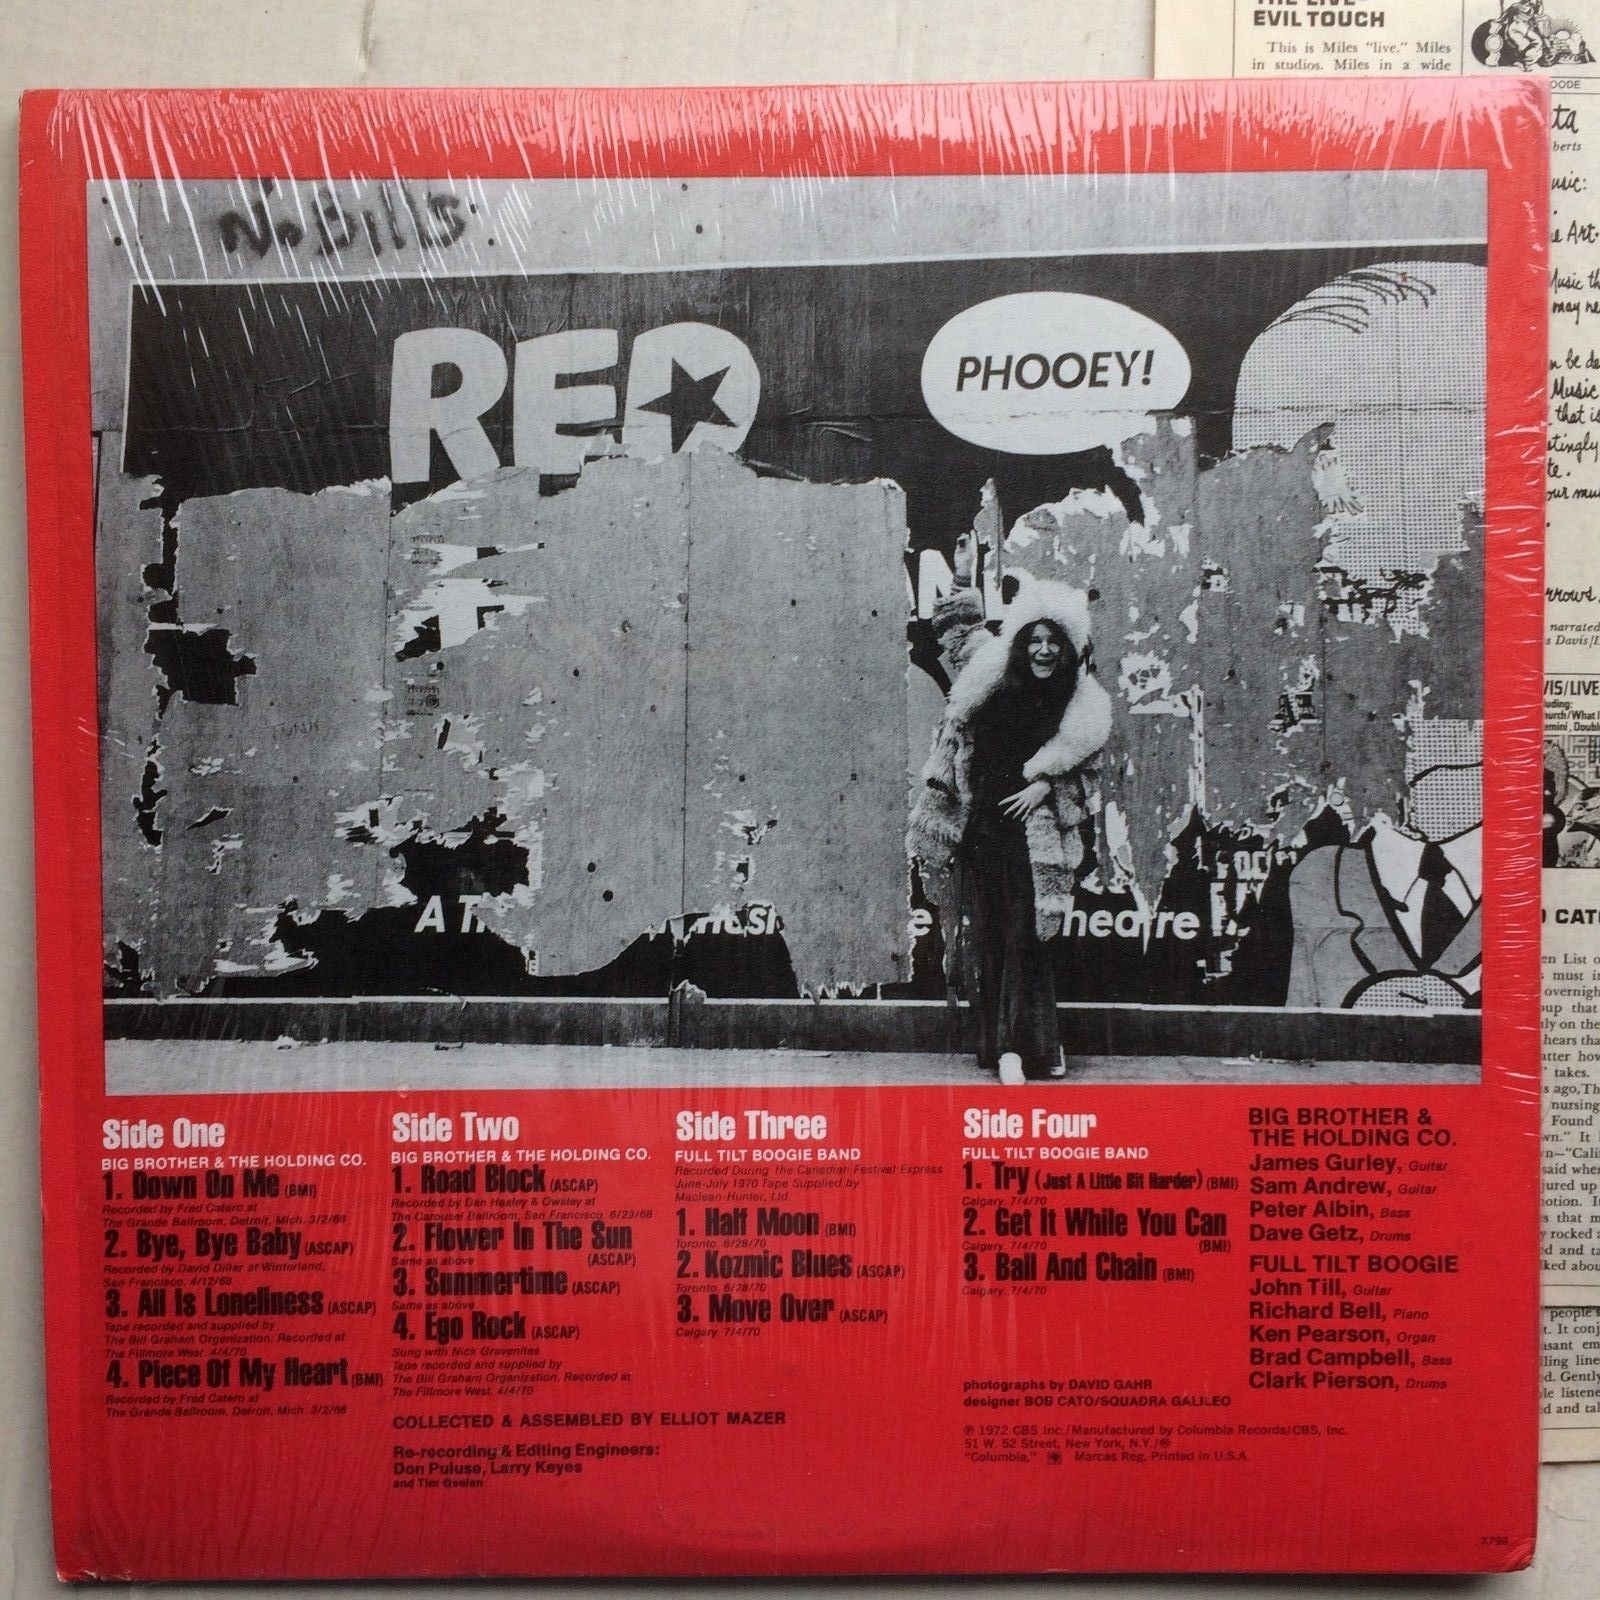 THE LIVE-
EVIL TOUCH
This is Miles "live." Miles
in studios. Miles in a wide
OODE
ta
berts
usic:
e Art-
No Bills
RED
PHOOEY!
Side One
BIG BROTHER & THE HOLDING CO.
1. Down On Me (BMI)
Recorded by Fred Catero at
The Grande Ballroom, Detroit, Mich. 3/2/68
2. Bye, Bye Baby (ASCAP)
Recorded by David Diller at Winterland,
San Francisco, 4/12/68
3. All Is Loneliness (ASCAP)
Tape recorded and supplied by
The Bill Graham Organization. Recorded at
The Fillmore West. 4/4/70
4. Piece Of My Heart (BMI)
Recorded by Fred Catero at
The Grande Ballroom, Detroit, Mich. 3/2/68
Side Two
BIG BROTHER & THE HOLDING CO.
1. Road Block (ASCAP)
Recorded by Dan Healey & Owsley at
The Carousel Ballroom, San Francisco, 6/23/68
2. Flower In The Sun
(ASCAP)
Same as above
3. Summertime (ASCAP)
Same as above
4. Ego Rock (ASCAP)
Sung with Nick Gravenites
Tape recorded and supplied by
The Bill Graham Organization. Recorded at
The Fillmore West. 4/4/70
COLLECTED & ASSEMBLED BY ELLIOT MAZER
Re-recording & Editing Engineers:
Don Puluse, Larry Keyes
and Tim Geelan
Side Three
FULL TILT BOOGIE BAND
Recorded During the Canadian Festival Express
June-July 1970 Tape Supplied by
Maclean-Hunter, Ltd.
1. Half Moon (BMI)
Toronto. 6/28/70
2. Kozmic Blues (ASCAP)
Toronto. 6/28/70
3. Move Over (ASCAP)
Calgary. 7/4/70
Side Four
FULL TILT BOOGIE BAND
1. Try (Just A Little Bit Harder) (BMI)
Calgary. 7/4/70
2. Get It While You Can
(BMI)
Calgary. 7/4/70
3. Ball And Chain (BMI)
Calgary. 7/4/70
photographs by DAVID GAHR
designer BOB CATO/SQUADRA GALILEO
℗ 1972 CBS Inc./Manufactured by Columbia Records/CBS, Inc.
51 W. 52 Street, New York, N.Y./®
"Columbia," Marcas Reg. Printed in U.S.A.
BIG BROTHER &
THE HOLDING CO.
James Gurley, Guitar
Sam Andrew, Guitar
Peter Albin, Bass
Dave Getz, Drums
FULL TILT BOOGIE
John Till, Guitar
Richard Bell, Piano
Ken Pearson, Organ
Brad Campbell, Bass
Clark Pierson, Drums
X798